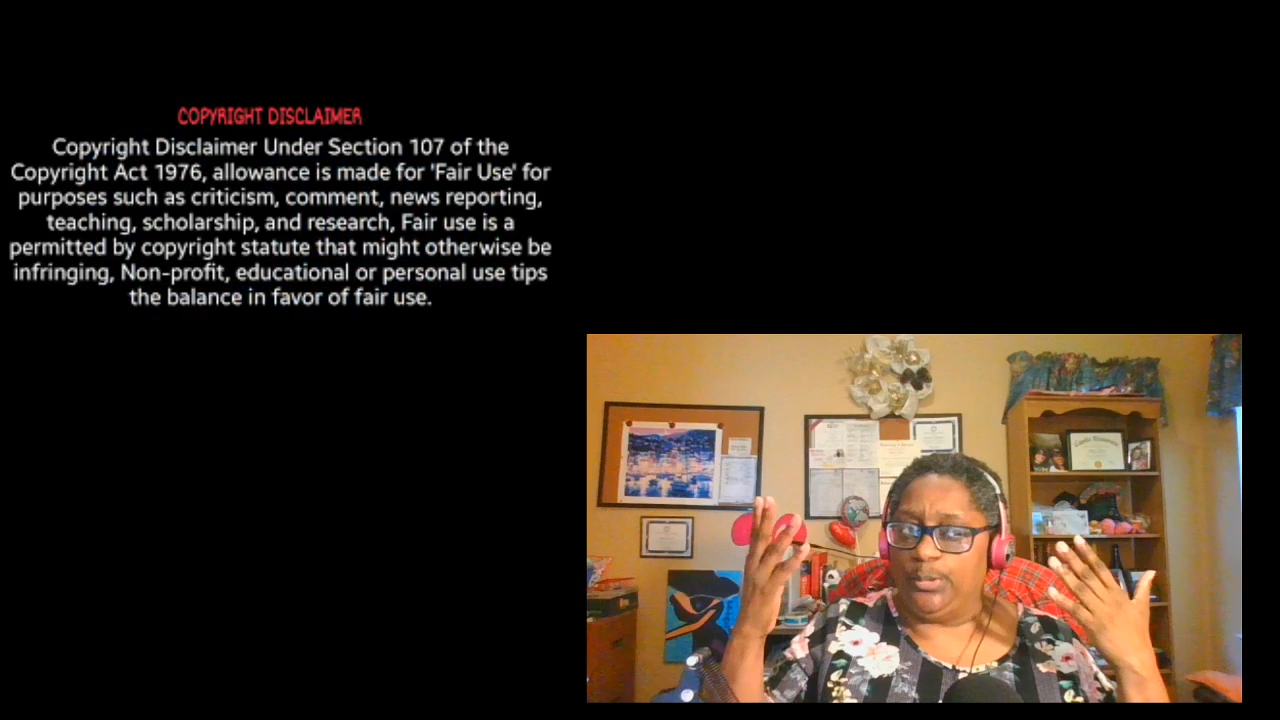 COPYRIGHT DISCLAIMER
Copyright Disclaimer Under Section 107 of the
Copyright Act 1976, allowance is made for 'Fair Use' for
purposes such as criticism, comment, news reporting,
teaching, scholarship, and research, Fair use is a
permitted by copyright statute that might otherwise be
infringing, Non-profit, educational or personal use tips
the balance in favor of fair use.